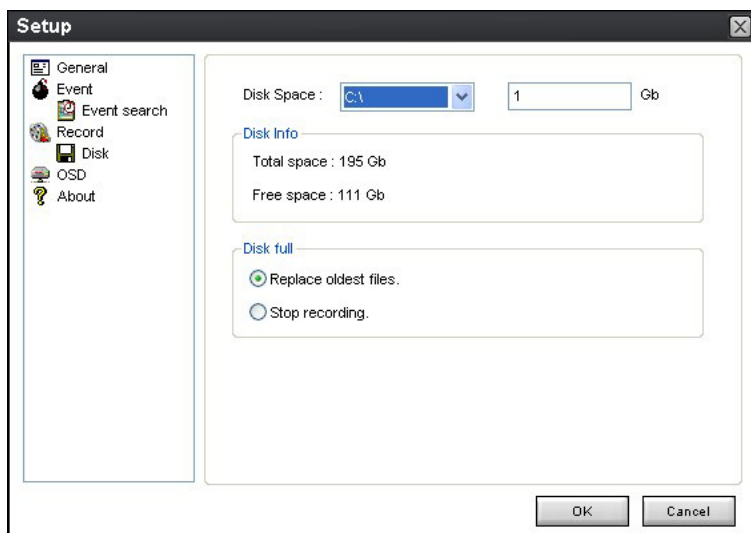 Setup
General
Event
Event search
Record
Disk
OSD
About
Disk Space : C:\ 1 Gb
Disk Info
Total space : 195 Gb
Free space : 111 Gb
Disk full
Replace oldest files.
Stop recording.
OK Cancel